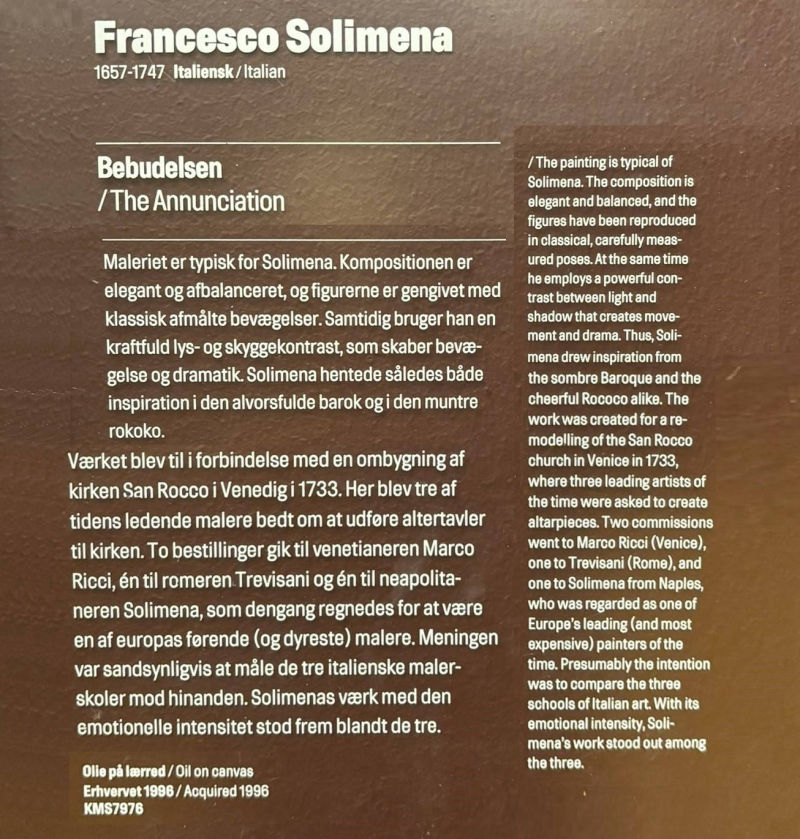 Francesco Solimena
1657-1747 Italiensk / Italian
Bebudelsen
/ The Annunciation
Maleriet er typisk for Solimena. Kompositionen er
elegant og afbalanceret, og figurerne er gengivet med
klassisk afmålte bevægelser. Samtidig bruger han en
kraftfuld lys- og skyggekontrast, som skaber bevæ-
gelse og dramatik. Solimena hentede således både
inspiration i den alvorsfulde barok og i den muntre
rokoko.
Værket blev til i forbindelse med en ombygning af
kirken San Rocco i Venedig i 1733. Her blev tre af
tidens ledende malere bedt om at udføre altertavler
til kirken. To bestillinger gik til venetianeren Marco
Ricci, én til romeren Trevisani og én til neapolita-
neren Solimena, som dengang regnedes for at være
en af europas førende (og dyreste) malere. Meningen
var sandsynligvis at måle de tre italienske maler-
skoler mod hinanden. Solimenas værk med den
emotionelle intensitet stod frem blandt de tre.
Olie på lærred / Oil on canvas
Erhvervet 1996 / Acquired 1996
KMS7976
/ The painting is typical of
Solimena. The composition is
elegant and balanced, and the
figures have been reproduced
in classical, carefully meas-
ured poses. At the same time
he employs a powerful con-
trast between light and
shadow that creates move-
ment and drama. Thus, Soli-
mena drew inspiration from
the sombre Baroque and the
cheerful Rococo alike. The
work was created for a re-
modelling of the San Rocco
church in Venice in 1733,
where three leading artists of
the time were asked to create
altarpieces. Two commissions
went to Marco Ricci (Venice),
one to Trevisani (Rome), and
one to Solimena from Naples,
who was regarded as one of
Europe's leading (and most
expensive) painters of the
time. Presumably the intention
was to compare the three
schools of Italian art. With its
emotional intensity, Soli-
mena's work stood out among
the three.